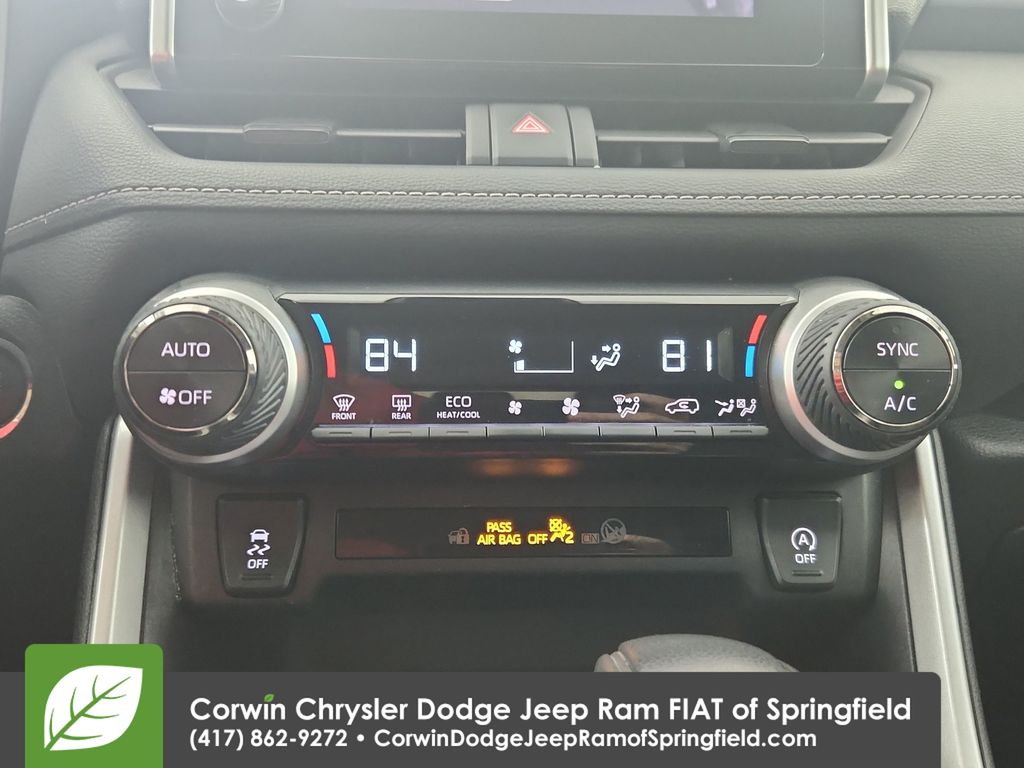 AUTO
OFF
84
81
SYNC
A/C
FRONT
REAR
ECO
HEAT/COOL
PASS
AIR BAG OFF 2
ON
OFF
A
OFF
Corwin Chrysler Dodge Jeep Ram FIAT of Springfield
(417) 862-9272 • CorwinDodgeJeepRamofSpringfield.com